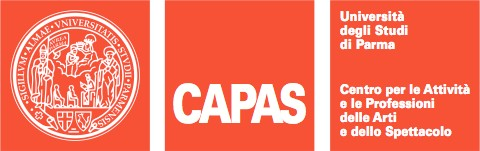 SIGILLVM · ALMAE · VNIVERSITATIS · STVDII · PARMENSIS
CAPAS
Università
degli Studi
di Parma
Centro per le Attività
e le Professioni
delle Arti
e dello Spettacolo